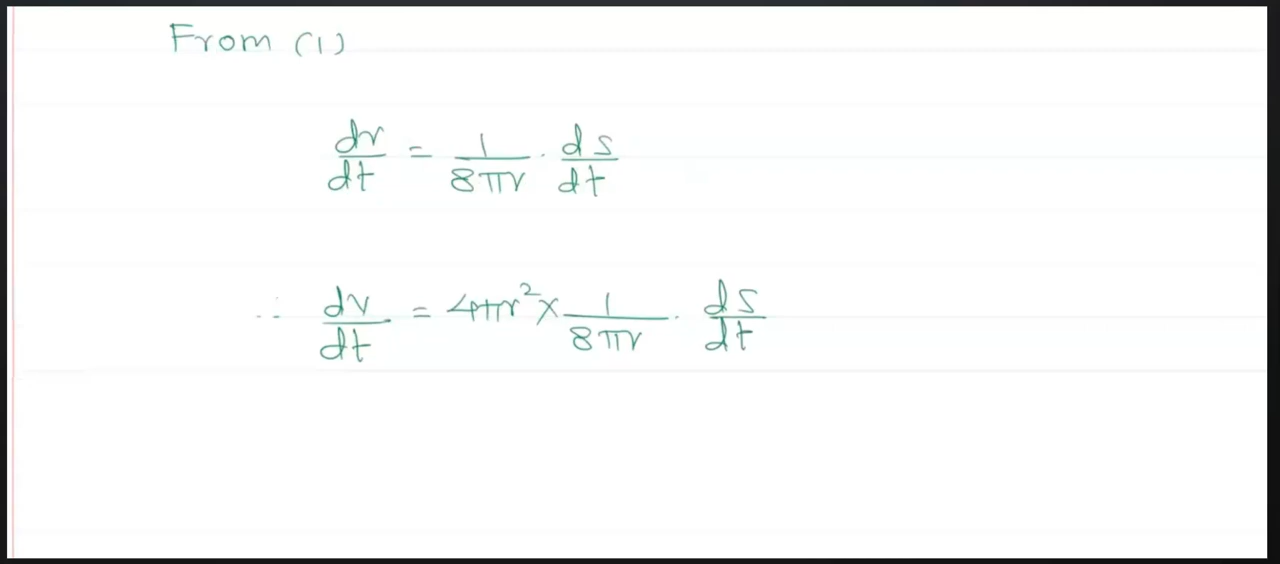 From (1)
dr/dt = 1/8πr · ds/dt
∴ dv/dt = 4πr² × 1/8πr · ds/dt